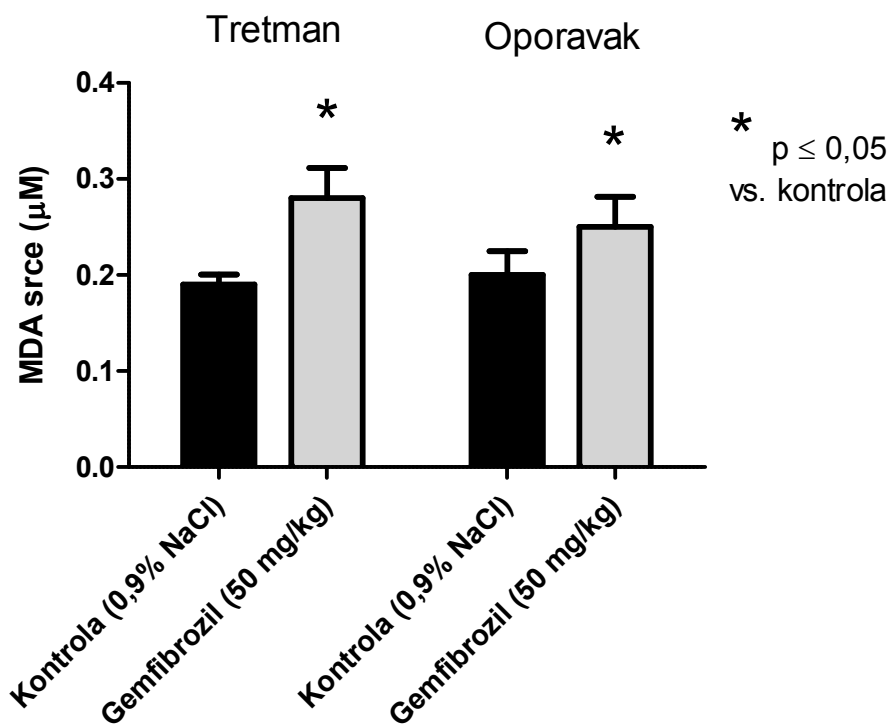 Tretman
Oporavak
*
*
*
p ≤ 0,05
vs. kontrola
MDA srce (μM)
0.4
0.3
0.2
0.1
0.0
Kontrola (0,9% NaCl)
Gemfibrozil (50 mg/kg)
Kontrola (0,9% NaCl)
Gemfibrozil (50 mg/kg)